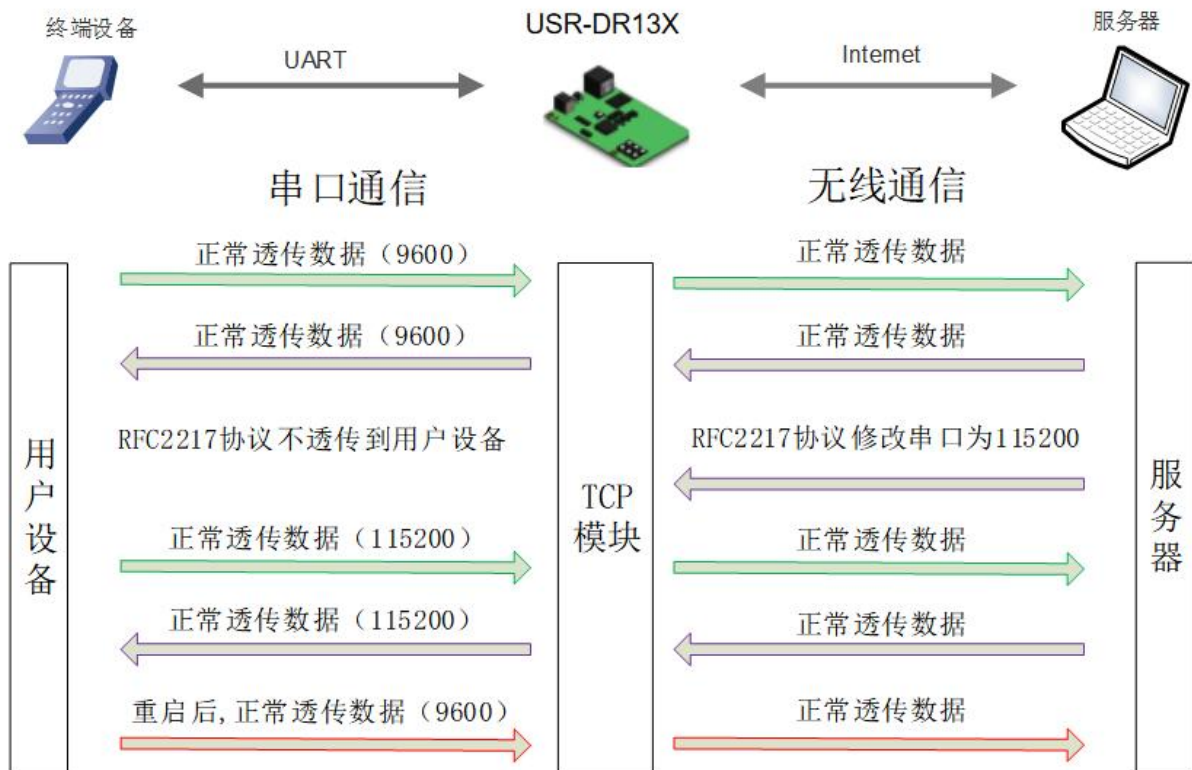 终端设备
USR-DR13X
服务器
UART
Internet
串口通信
无线通信
正常透传数据（9600）
正常透传数据
正常透传数据（9600）
正常透传数据
RFC2217协议不透传到用户设备
RFC2217协议修改串口为115200
用户设备
TCP
模块
服务器
正常透传数据（115200）
正常透传数据
正常透传数据（115200）
正常透传数据
重启后,正常透传数据（9600）
正常透传数据